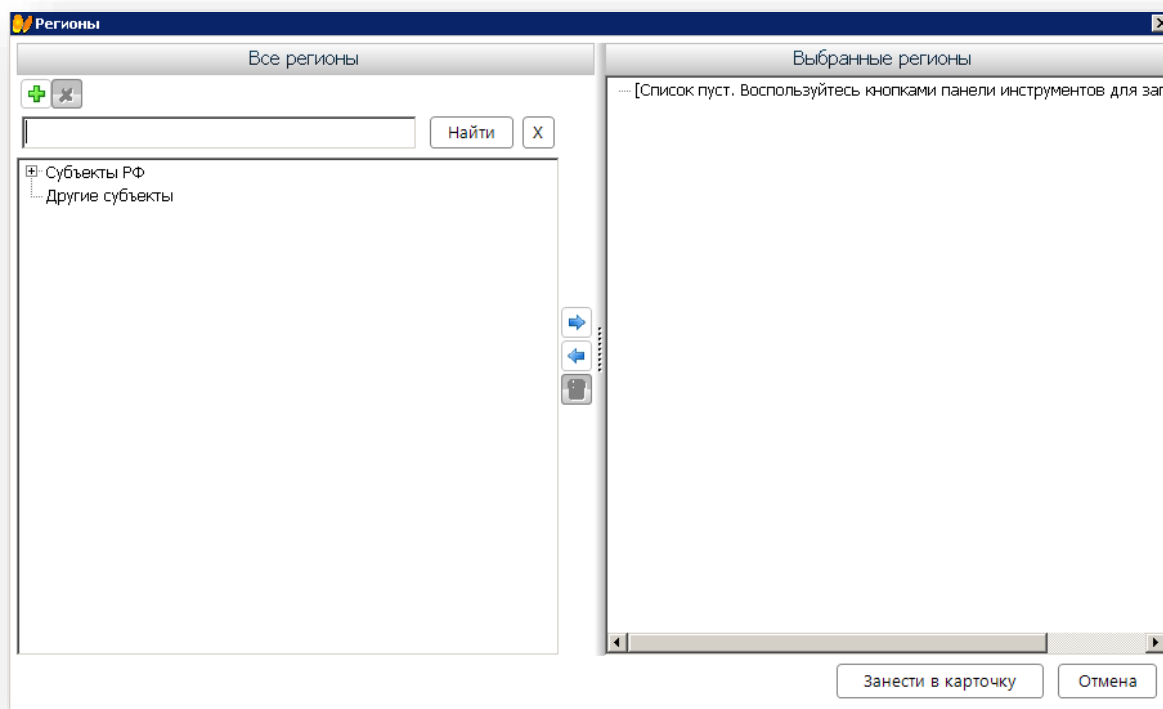 Регионы
Все регионы
Выбранные регионы
[Список пуст. Воспользуйтесь кнопками панели инструментов для
Найти
X
Субъекты РФ
Другие субъекты
Занести в карточку
Отмена